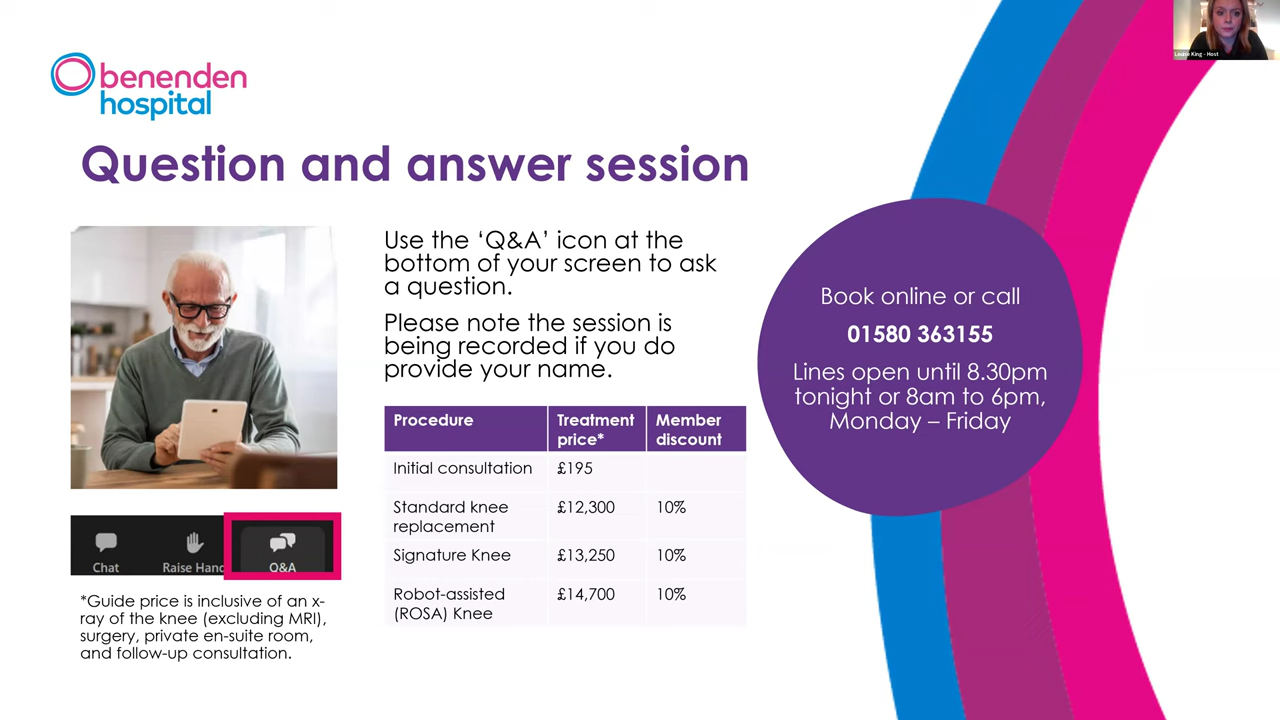 Louise King - Host
benenden
hospital
Question and answer session
Use the ‘Q&A’ icon at the
bottom of your screen to ask
a question.
Please note the session is
being recorded if you do
provide your name.
Book online or call
01580 363155
Lines open until 8.30pm
tonight or 8am to 6pm,
Monday – Friday
Procedure Treatment price* Member discount
Initial consultation £195
Standard knee replacement £12,300 10%
Signature Knee £13,250 10%
Robot-assisted (ROSA) Knee £14,700 10%
Chat Raise Hand Q&A
*Guide price is inclusive of an x-
ray of the knee (excluding MRI),
surgery, private en-suite room,
and follow-up consultation.